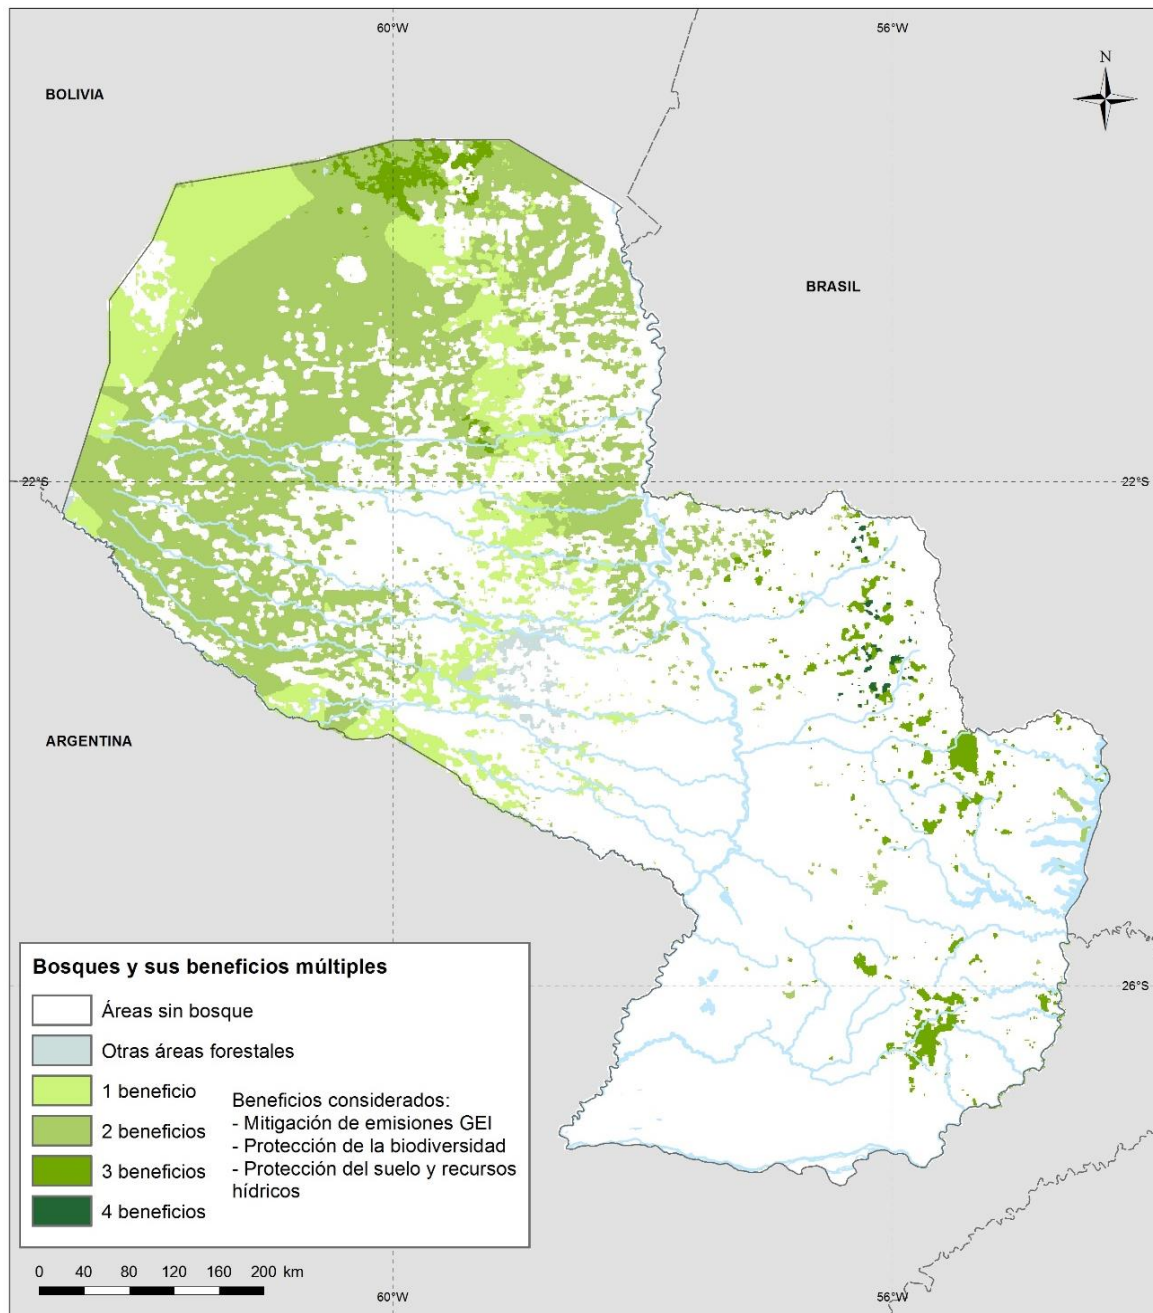 60°W
56°W
N
BOLIVIA
BRASIL
22°S
22°S
ARGENTINA
Bosques y sus beneficios múltiples
Áreas sin bosque
Otras áreas forestales
1 beneficio
2 beneficios
3 beneficios
4 beneficios
Beneficios considerados:
- Mitigación de emisiones GEI
- Protección de la biodiversidad
- Protección del suelo y recursos
hídricos
26°S
0 40 80 120 160 200 km
60°W
56°W